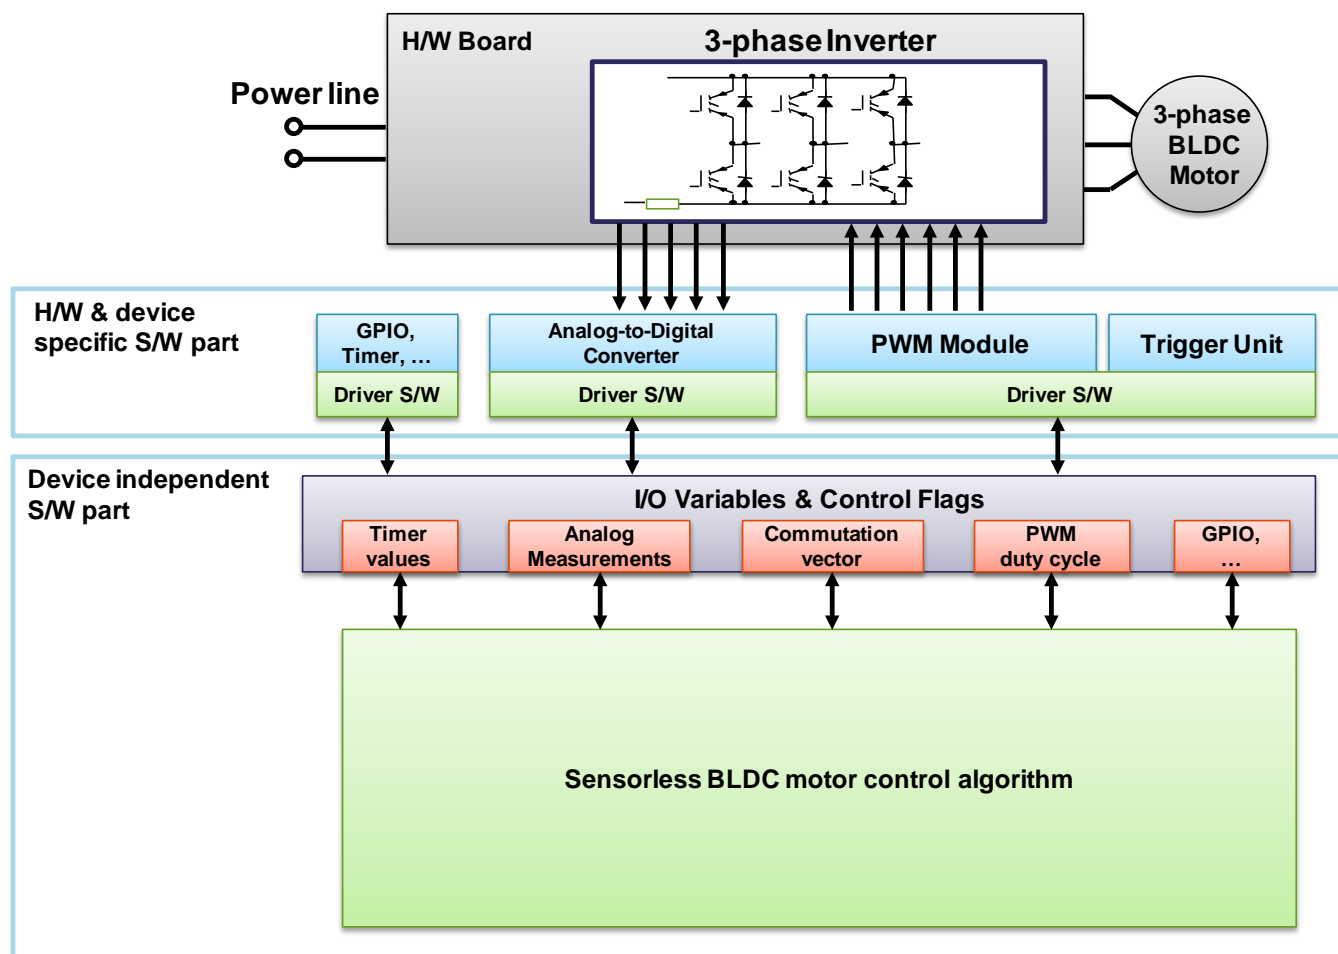 H/W Board
3-phase Inverter
Power line
3-phase
BLDC
Motor
H/W & device
specific S/W part
GPIO,
Timer, …
Driver S/W
Analog-to-Digital
Converter
Driver S/W
PWM Module
Trigger Unit
Driver S/W
Device independent
S/W part
I/O Variables & Control Flags
Timer
values
Analog
Measurements
Commutation
vector
PWM
duty cycle
GPIO,
…
Sensorless BLDC motor control algorithm